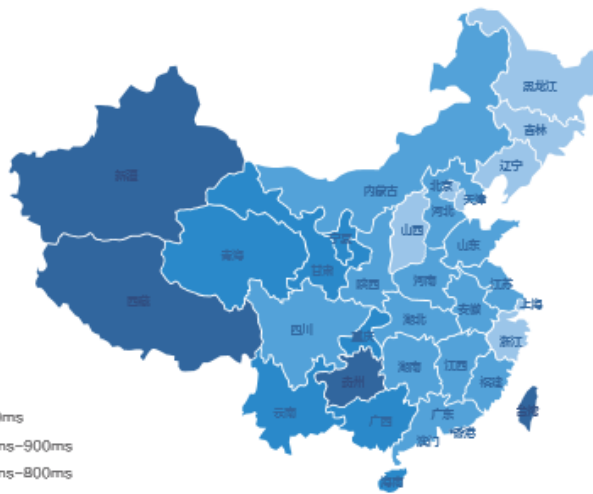 黑龙江
吉林
辽宁
新疆
内蒙古
北京
天津
河北
山西
宁夏
山东
青海
甘肃
陕西
河南
江苏
西藏
上海
安徽
四川
湖北
重庆
浙江
湖南
江西
贵州
福建
云南
广西
广东
台湾
香港
澳门
海南
ms
ns-900ms
ns-800ms